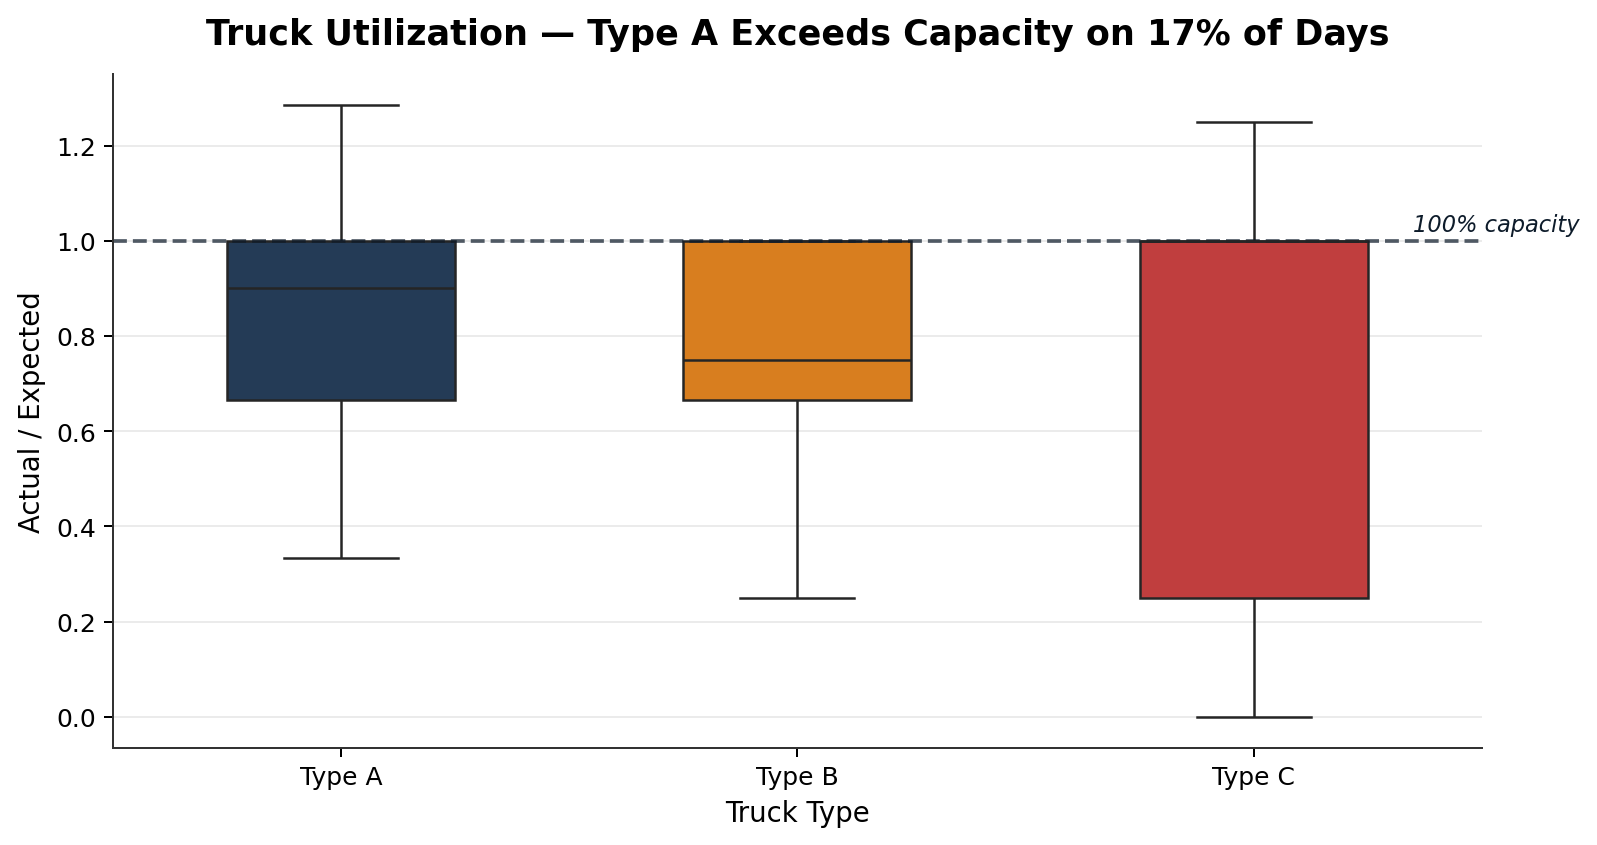 Truck Utilization — Type A Exceeds Capacity on 17% of Days
Actual / Expected
1.2
1.0
0.8
0.6
0.4
0.2
0.0
100% capacity
Type A
Type B
Type C
Truck Type